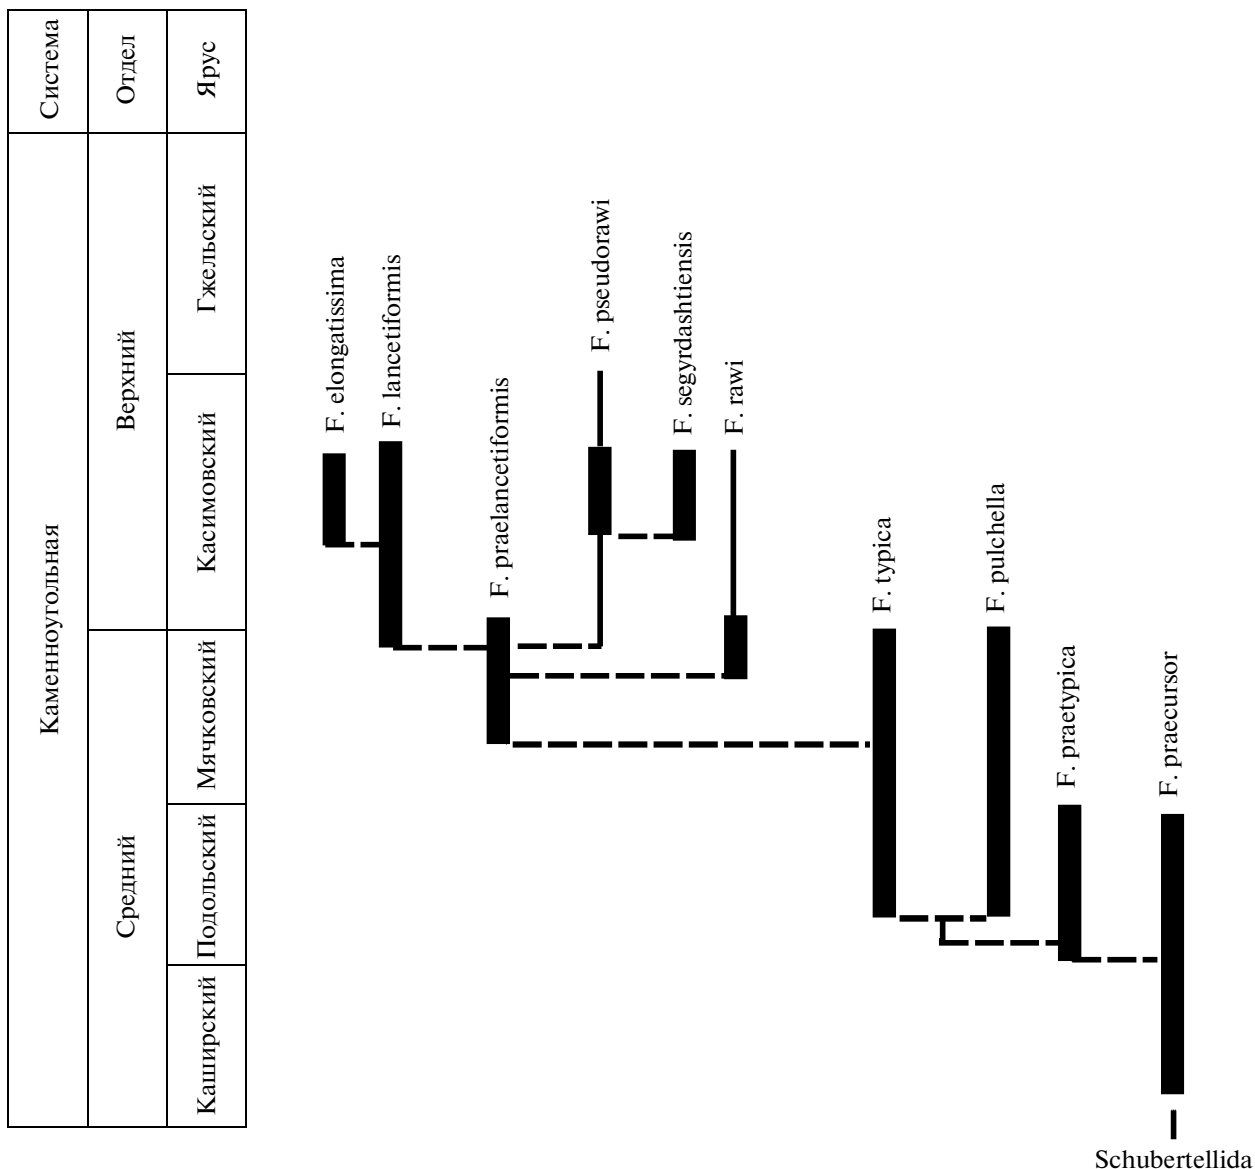 Система
Отдел
Ярус
Каменноугольная
Верхний
Средний
Гжельский
Касимовский
Мячковский
Подольский
Каширский
F. elongatissima
F. lancetiformis
F. praelancetiformis
F. pseudorawi
F. segyrdashtiensis
F. rawi
F. typica
F. pulchella
F. praetypica
F. praecursor
Schubertellida